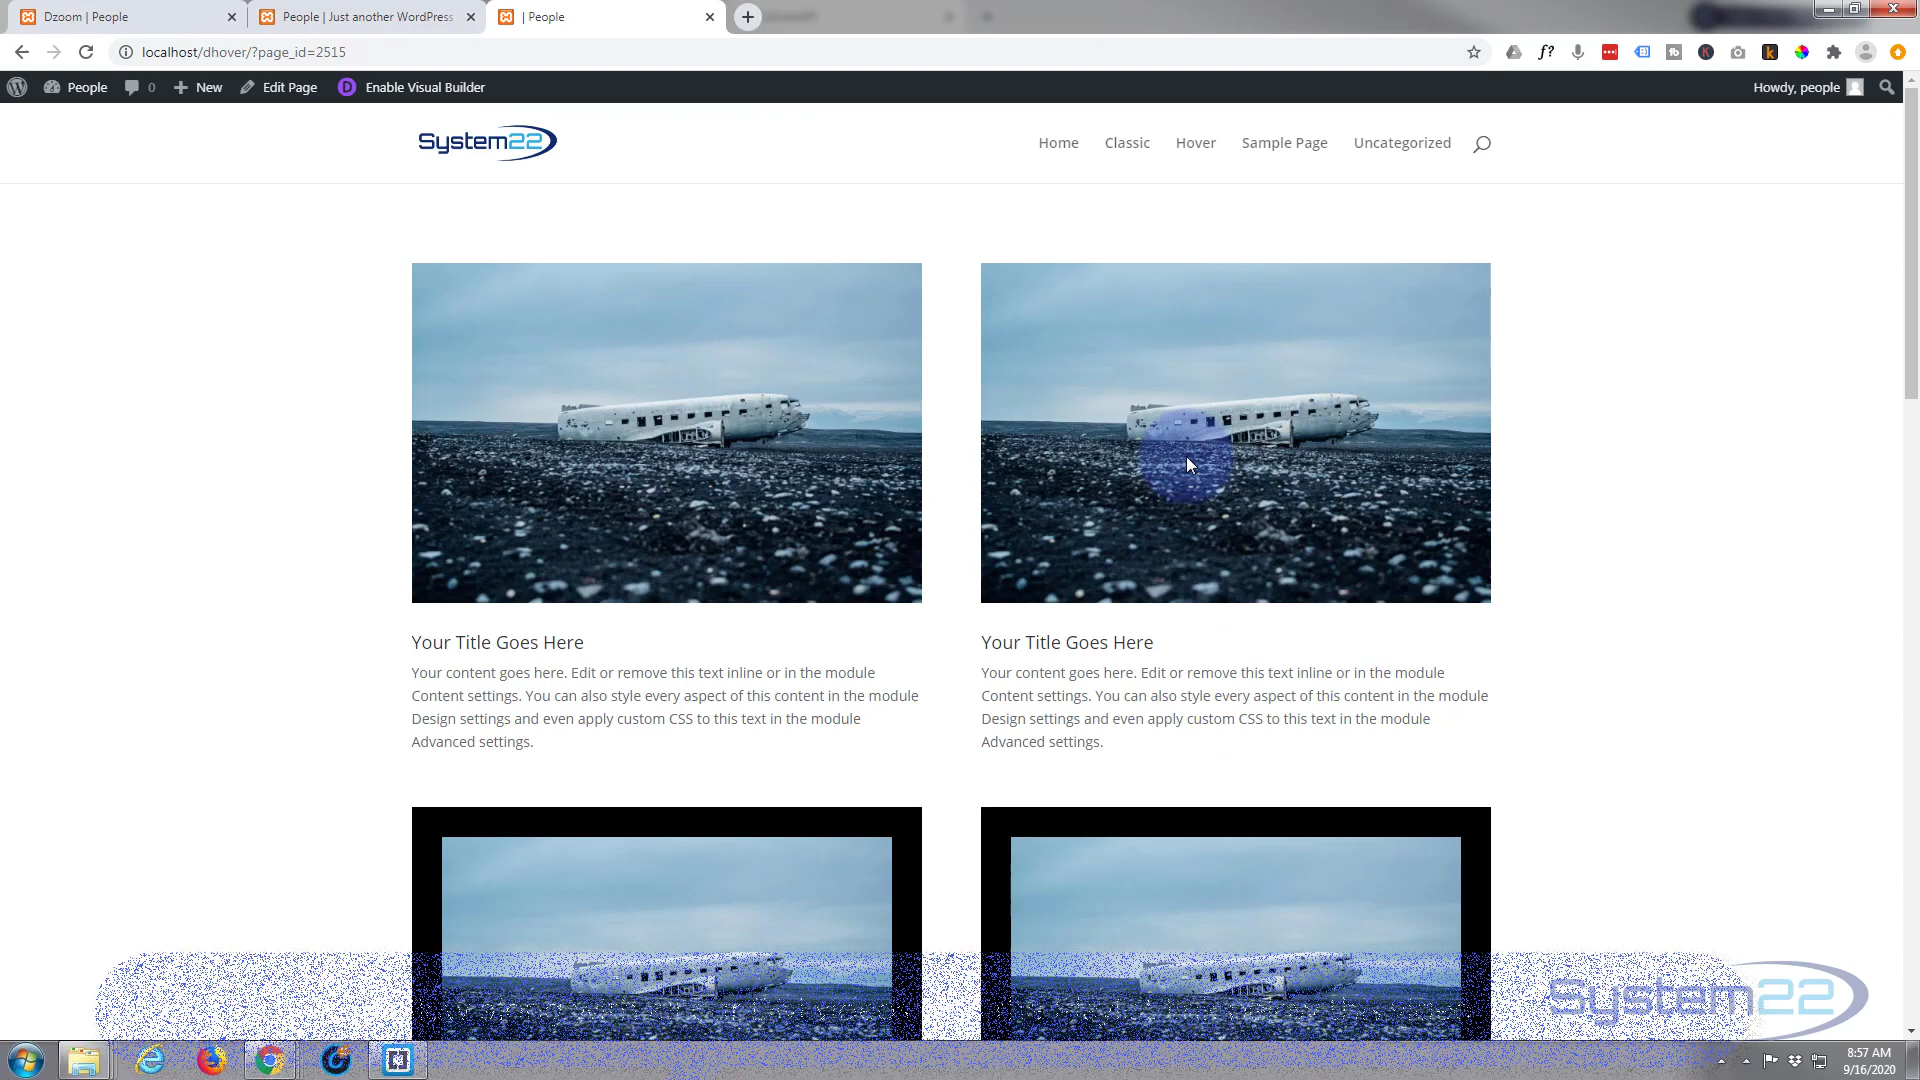 Dzoom | People
People | Just another WordPress
| People
localhost/dhover/?page_id=2515
People
0
New
Edit Page
Enable Visual Builder
Howdy, people
System22
Home
Classic
Hover
Sample Page
Uncategorized
Your Title Goes Here
Your content goes here. Edit or remove this text inline or in the module
Content settings. You can also style every aspect of this content in the module
Design settings and even apply custom CSS to this text in the module
Advanced settings.
Your Title Goes Here
Your content goes here. Edit or remove this text inline or in the module
Content settings. You can also style every aspect of this content in the module
Design settings and even apply custom CSS to this text in the module
Advanced settings.
System22
8:57 AM
9/16/2020